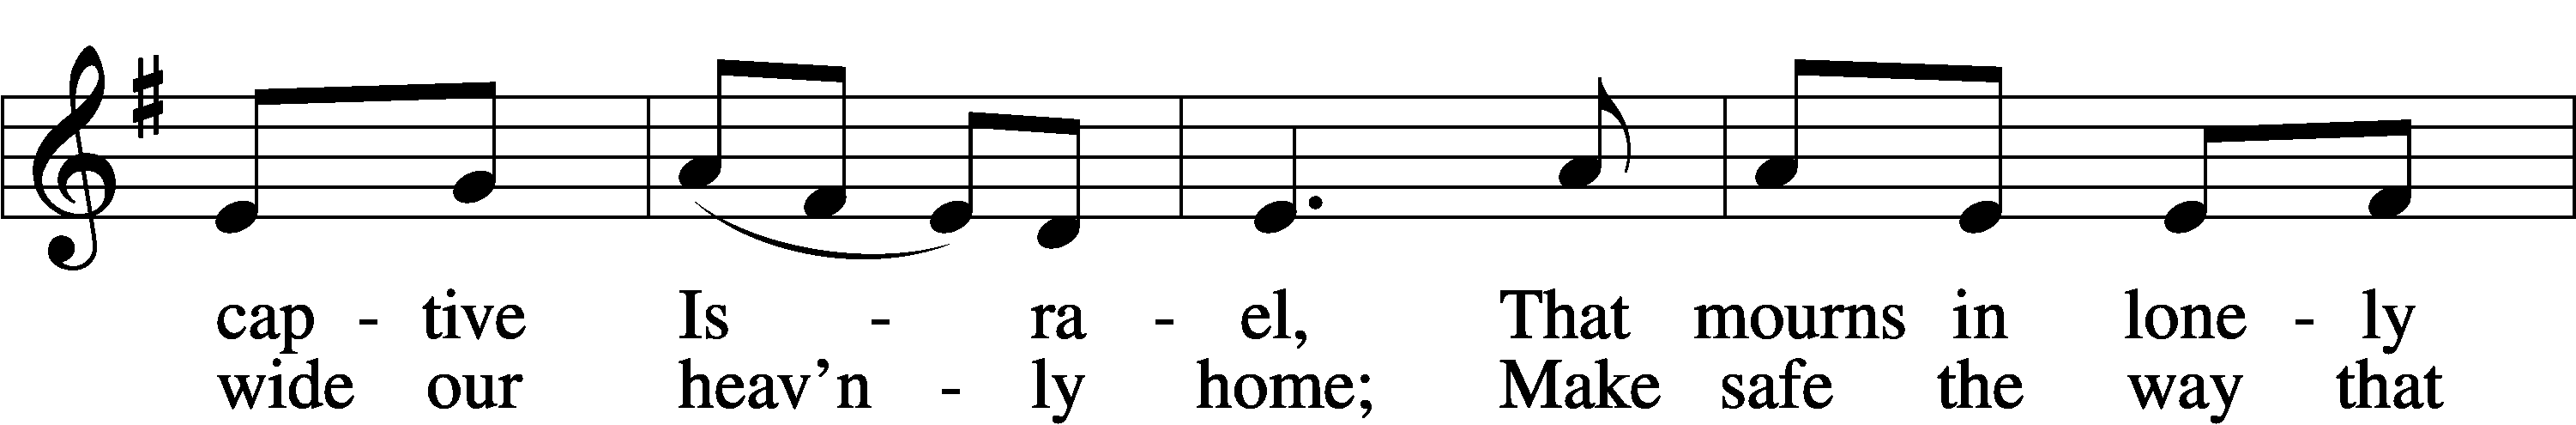 cap - tive Is - ra - el, That mourns in lone - ly
wide our heav’n - ly home; Make safe the way that